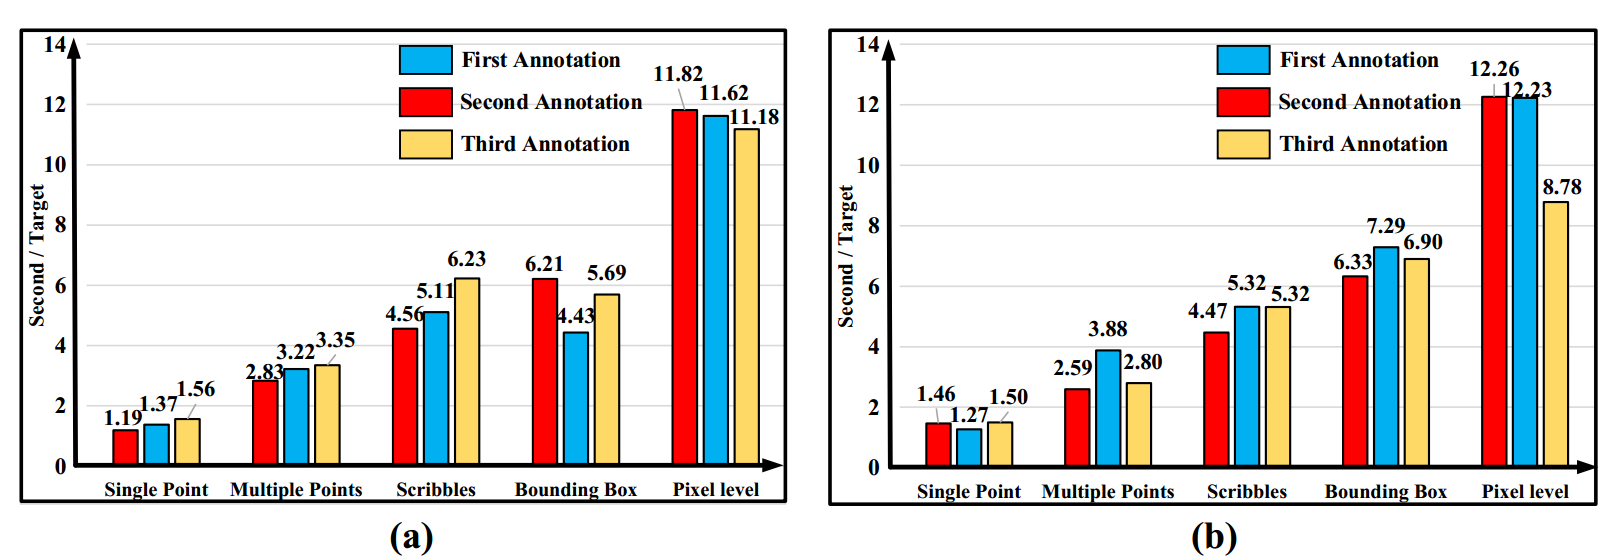 14
12
10
8
6
4
2
0
Second / Target
First Annotation
Second Annotation
Third Annotation
1.19
1.37
1.56
2.83
3.22
3.35
4.56
5.11
6.23
6.21
4.43
5.69
11.82
11.62
11.18
Single Point
Multiple Points
Scribbles
Bounding Box
Pixel level
(a)
14
12
10
8
6
4
2
0
Second / Target
First Annotation
Second Annotation
Third Annotation
1.46
1.27
1.50
2.59
3.88
2.80
4.47
5.32
5.32
6.33
7.29
6.90
12.26
12.23
8.78
Single Point
Multiple Points
Scribbles
Bounding Box
Pixel level
(b)